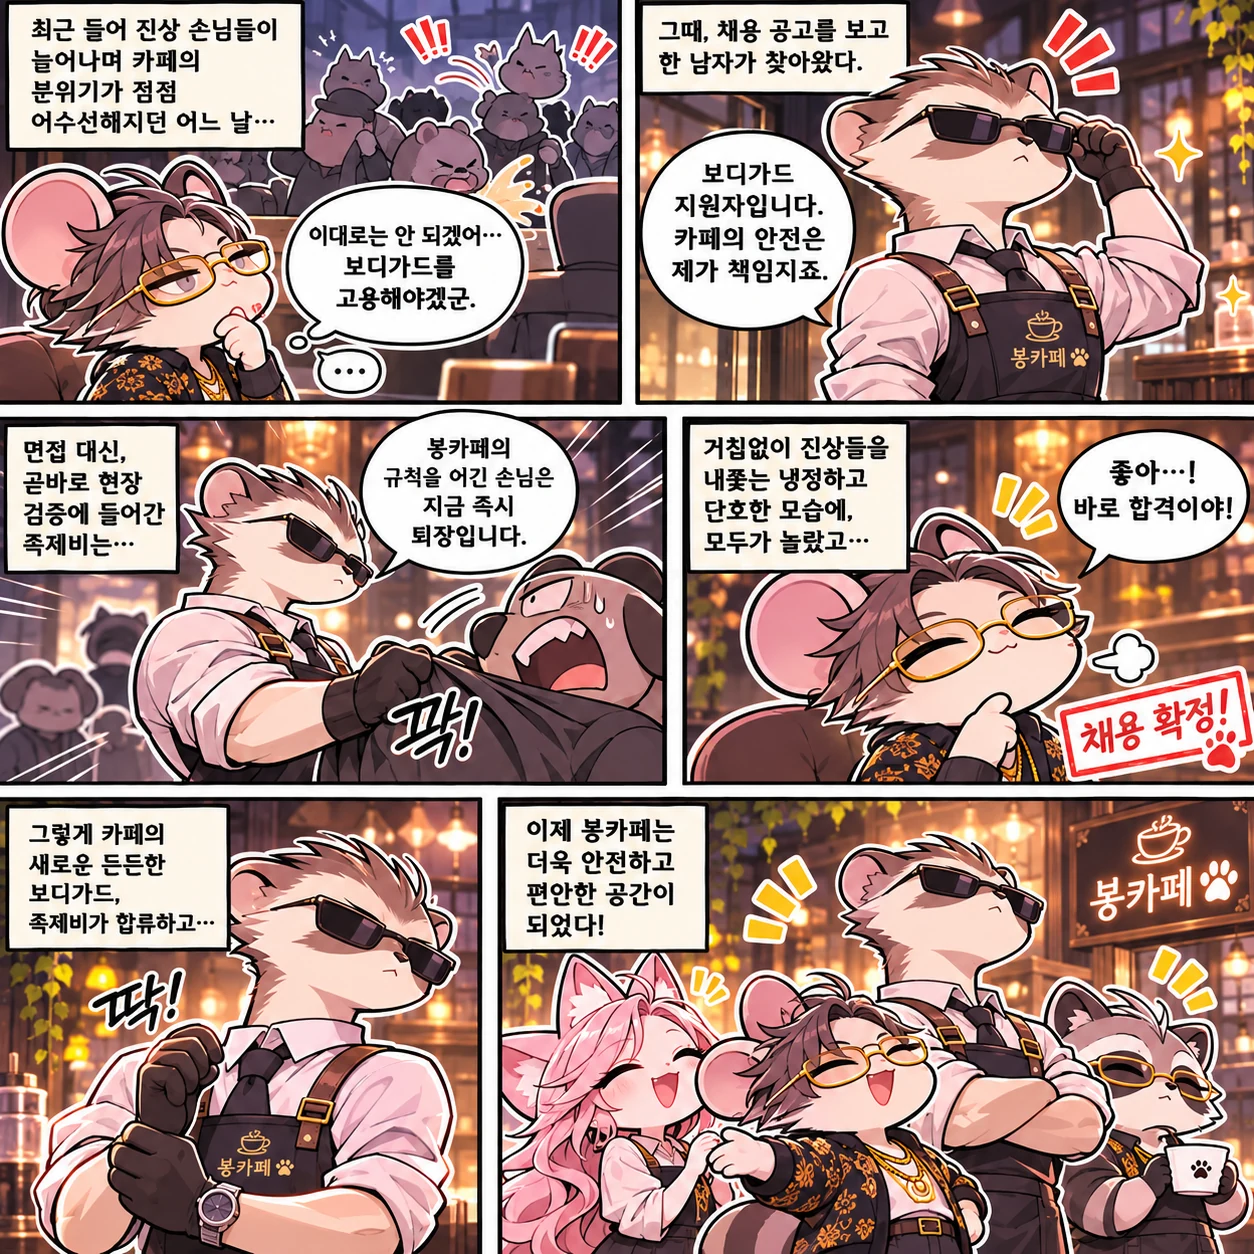 최근 들어 진상 손님들이
늘어나며 카페의
분위기가 점점
어수선해지던 어느 날…
이대로는 안 되겠어…
보디가드를
고용해야겠군.
…
그때, 채용 공고를 보고
한 남자가 찾아왔다.
보디가드
지원자입니다.
카페의 안전은
제가 책임지죠.
봉카페
면접 대신,
곧바로 현장
검증에 들어간
족제비는…
봉카페의
규칙을 어긴 손님은
지금 즉시
퇴장입니다.
꽉!
거침없이 진상들을
내쫓는 냉정하고
단호한 모습에,
모두가 놀랐고…
좋아…!
바로 합격이야!
채용 확정!
그렇게 카페의
새로운 든든한
보디가드,
족제비가 합류하고…
딱!
봉카페
이제 봉카페는
더욱 안전하고
편안한 공간이
되었다!
봉카페